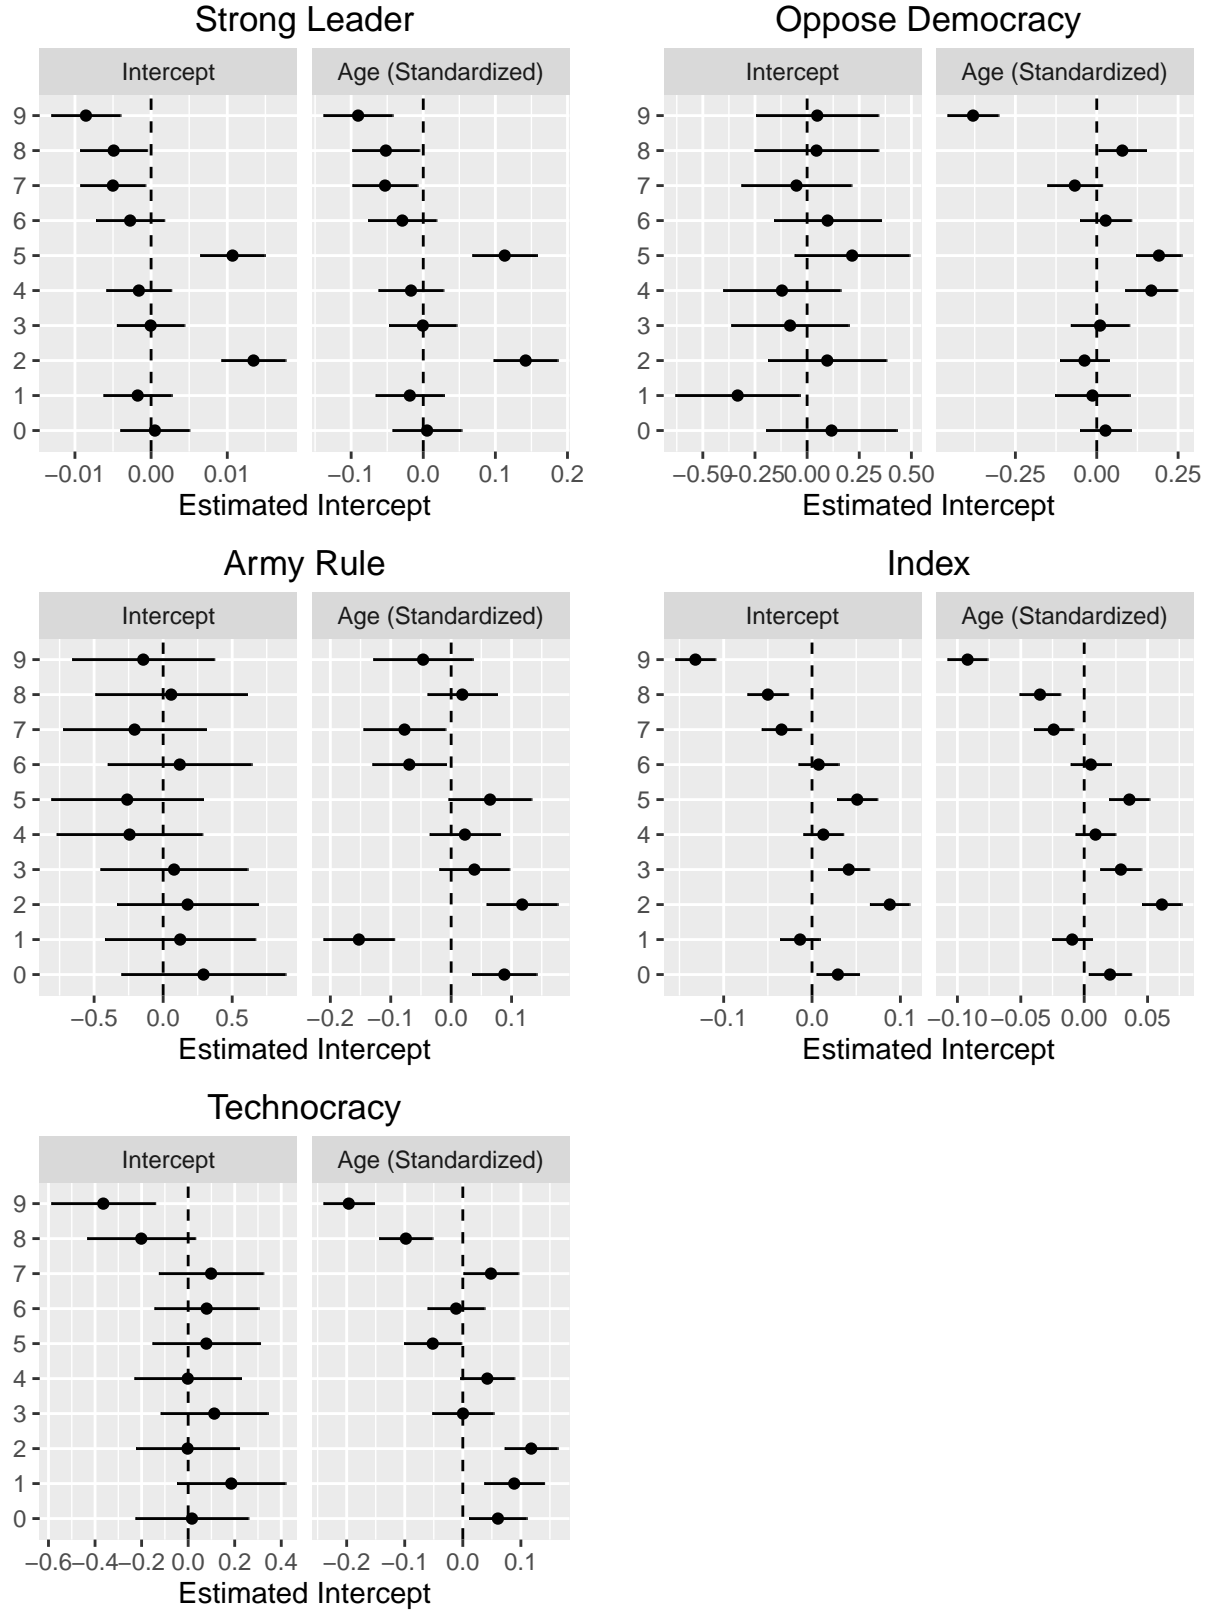 Strong Leader
Oppose Democracy
Intercept
Age (Standardized)
Intercept
Age (Standardized)
9
8
7
6
5
4
3
2
1
0
9
8
7
6
5
4
3
2
1
0
−0.01 0.00 0.01
−0.1 0.0 0.1 0.2
−0.50 −0.25 0.00 0.25 0.50
−0.25 0.00 0.25
Estimated Intercept
Estimated Intercept
Army Rule
Index
Intercept
Age (Standardized)
Intercept
Age (Standardized)
9
8
7
6
5
4
3
2
1
0
9
8
7
6
5
4
3
2
1
0
−0.5 0.0 0.5
−0.2 −0.1 0.0 0.1
−0.1 0.0 0.1
−0.10 −0.05 0.00 0.05
Estimated Intercept
Estimated Intercept
Technocracy
Intercept
Age (Standardized)
9
8
7
6
5
4
3
2
1
0
−0.6 −0.4 −0.2 0.0 0.2 0.4
−0.2 −0.1 0.0 0.1
Estimated Intercept